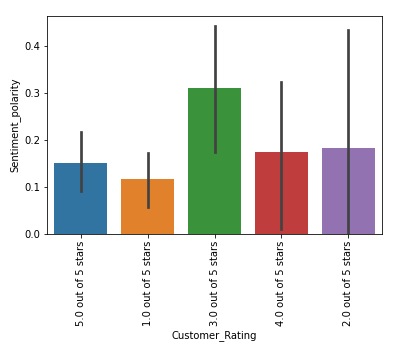 Sentiment_polarity
0.4
0.3
0.2
0.1
0.0
5.0 out of 5 stars
1.0 out of 5 stars
3.0 out of 5 stars
4.0 out of 5 stars
2.0 out of 5 stars
Customer_Rating